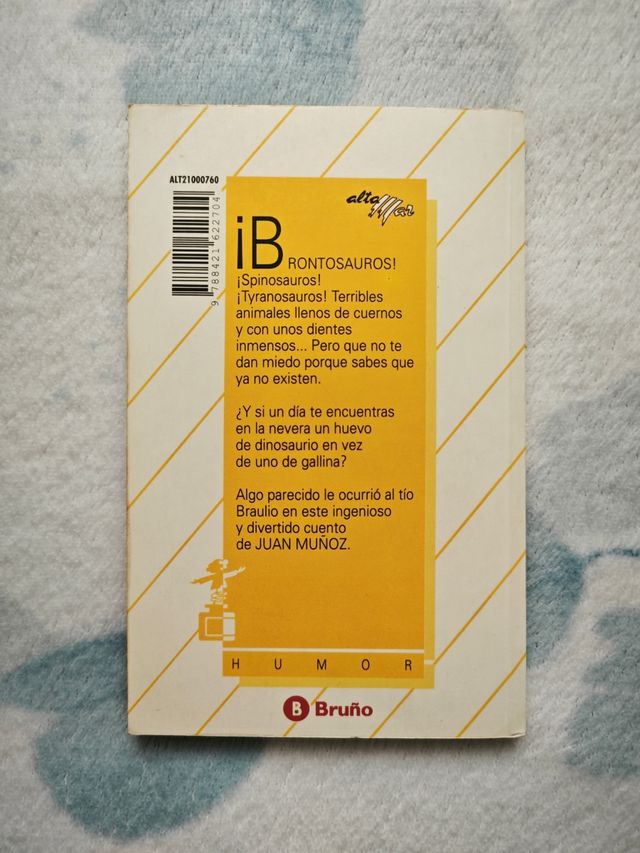 ALT21000760
9 788421 622704
alta Mar
¡BRONTOSAUROS!
¡Spinosauros!
¡Tyranosauros! Terribles
animales llenos de cuernos
y con unos dientes
inmensos... Pero que no te
dan miedo porque sabes que
ya no existen.
¿Y si un día te encuentras
en la nevera un huevo
de dinosaurio en vez
de uno de gallina?
Algo parecido le ocurrió al tío
Braulio en este ingenioso
y divertido cuento
de JUAN MUÑOZ.
HUMOR
B Bruño